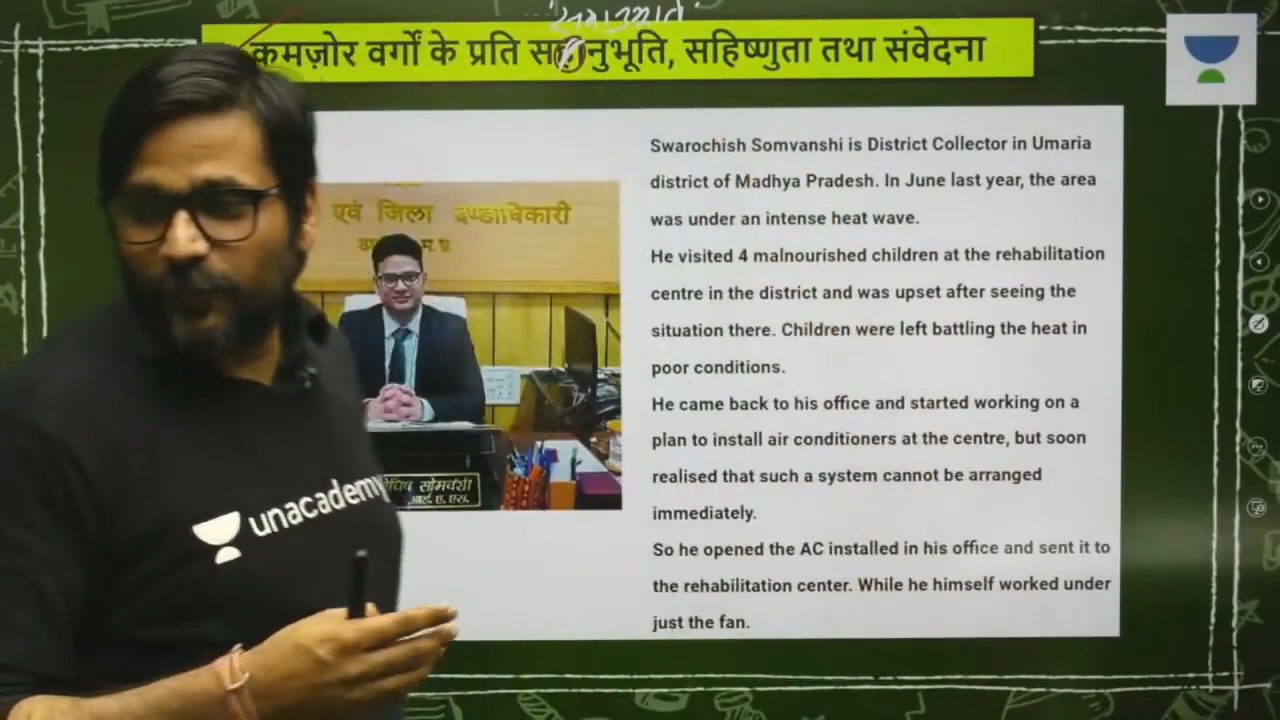 कमज़ोर वर्गों के प्रति सहानुभूति, सहिष्णुता तथा संवेदना
Swarochish Somvanshi is District Collector in Umaria
district of Madhya Pradesh. In June last year, the area
was under an intense heat wave.
He visited 4 malnourished children at the rehabilitation
centre in the district and was upset after seeing the
situation there. Children were left battling the heat in
poor conditions.
He came back to his office and started working on a
plan to install air conditioners at the centre, but soon
realised that such a system cannot be arranged
immediately.
So he opened the AC installed in his office and sent it to
the rehabilitation center. While he himself worked under
just the fan.
एवं जिला दण्डाधिकारी
म.प्र
सोमवंशी
आई.ए.एस.
unacademy